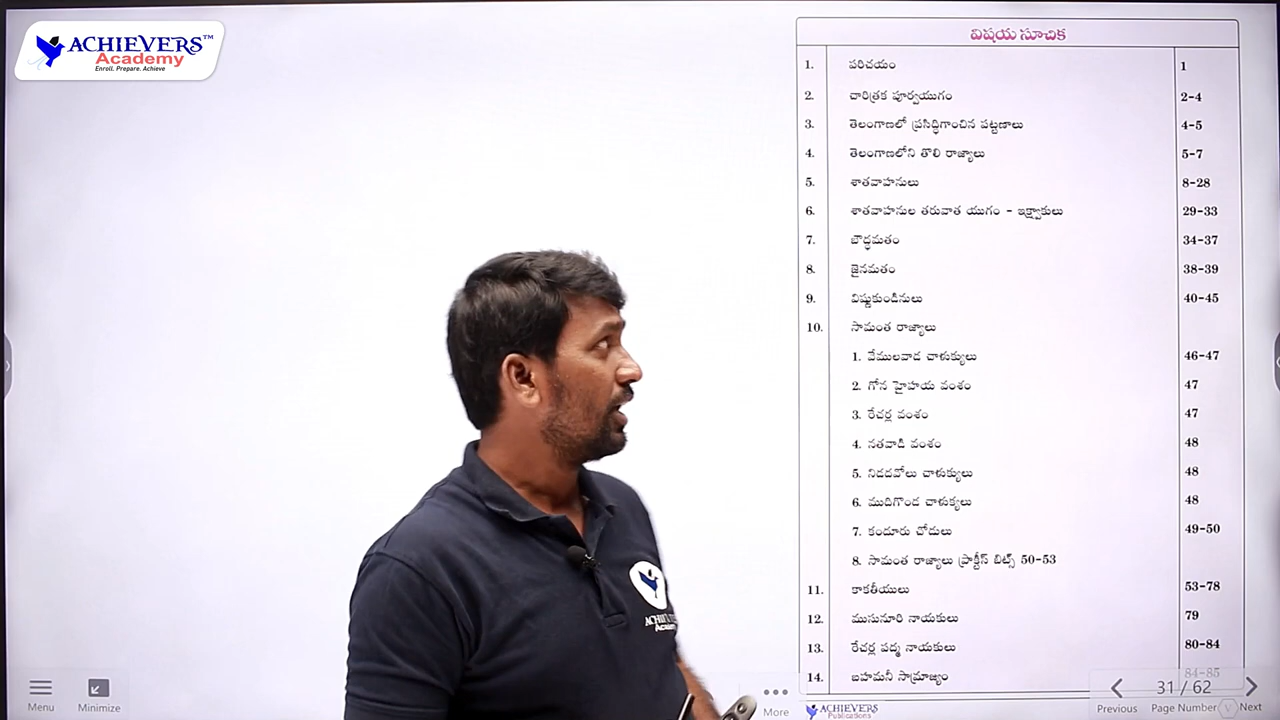 ACHIEVERS™
Academy
Enroll. Prepare. Achieve
విషయ సూచిక
1. పరిచయం 1
2. చారిత్రక పూర్వయుగం 2-4
3. తెలంగాణలో ప్రసిద్ధిగాంచిన పట్టణాలు 4-5
4. తెలంగాణలోని తొలి రాజ్యాలు 5-7
5. శాతవాహనులు 8-28
6. శాతవాహనుల తరువాత యుగం - ఇక్ష్వాకులు 29-33
7. బౌద్ధమతం 34-37
8. జైనమతం 38-39
9. విష్ణుకుండినులు 40-45
10. సామంత రాజ్యాలు
1. వేములవాడ చాళుక్యులు 46-47
2. గోన హైహయ వంశం 47
3. రేచర్ల వంశం 47
4. నతవాడి వంశం 48
5. నిడదవోలు చాళుక్యులు 48
6. ముదిగొండ చాళుక్యలు 48
7. కందూరు చోడులు 49-50
8. సామంత రాజ్యాలు ప్రాక్టీస్ బిట్స్ 50-53
11. కాకతీయులు 53-78
12. ముసునూరి నాయకులు 79
13. రేచర్ల పద్మ నాయకులు 80-84
14. బహమనీ సామ్రాజ్యం 84-85
ACHIEVERS
Publications
Academy
Menu
Minimize
More
31 / 62
Previous Page Number Next